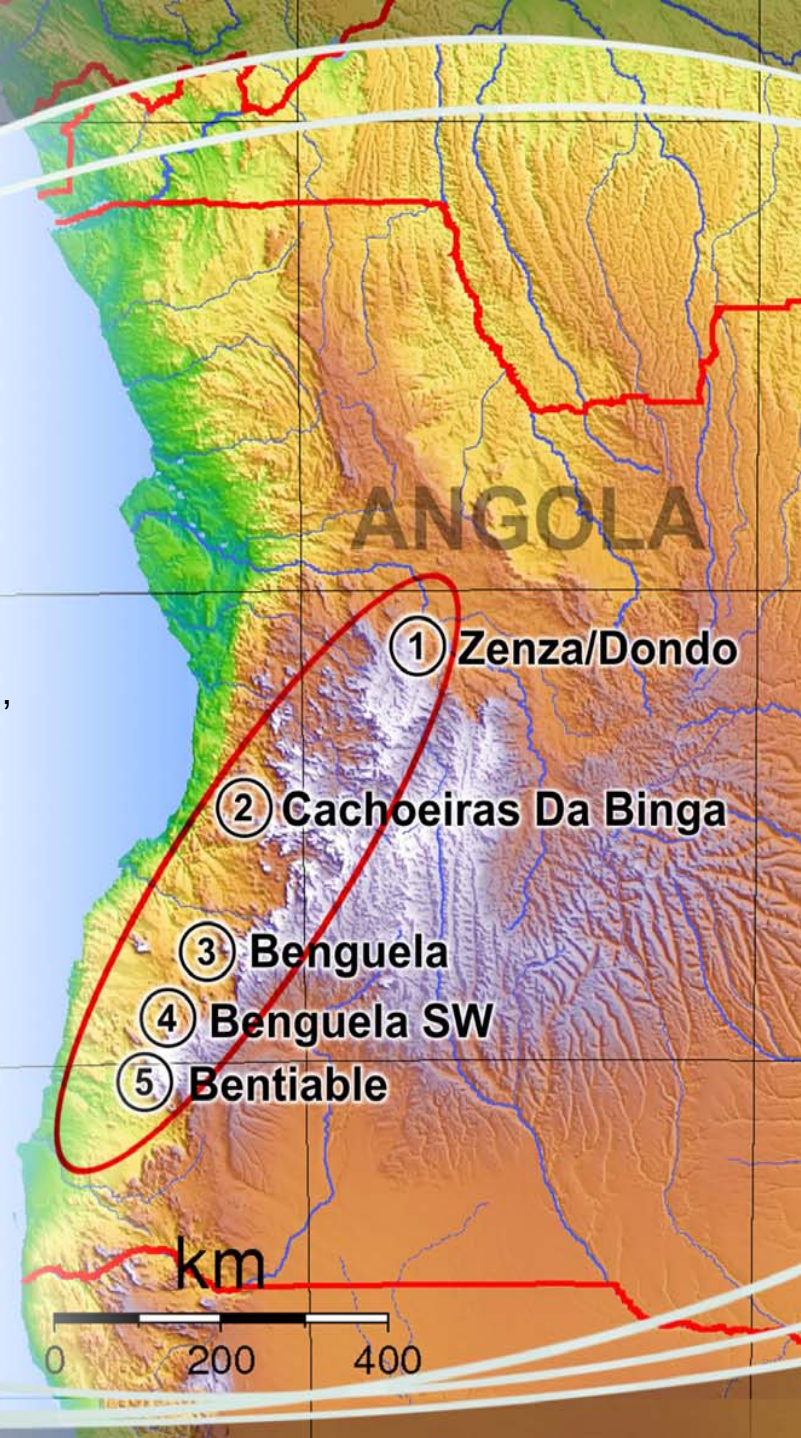 ANGOLA
1 Zenza/Dondo
,
2 Cachoeiras Da Binga
3 Benguela
4 Benguela SW
5 Bentiable
km
0 200 400